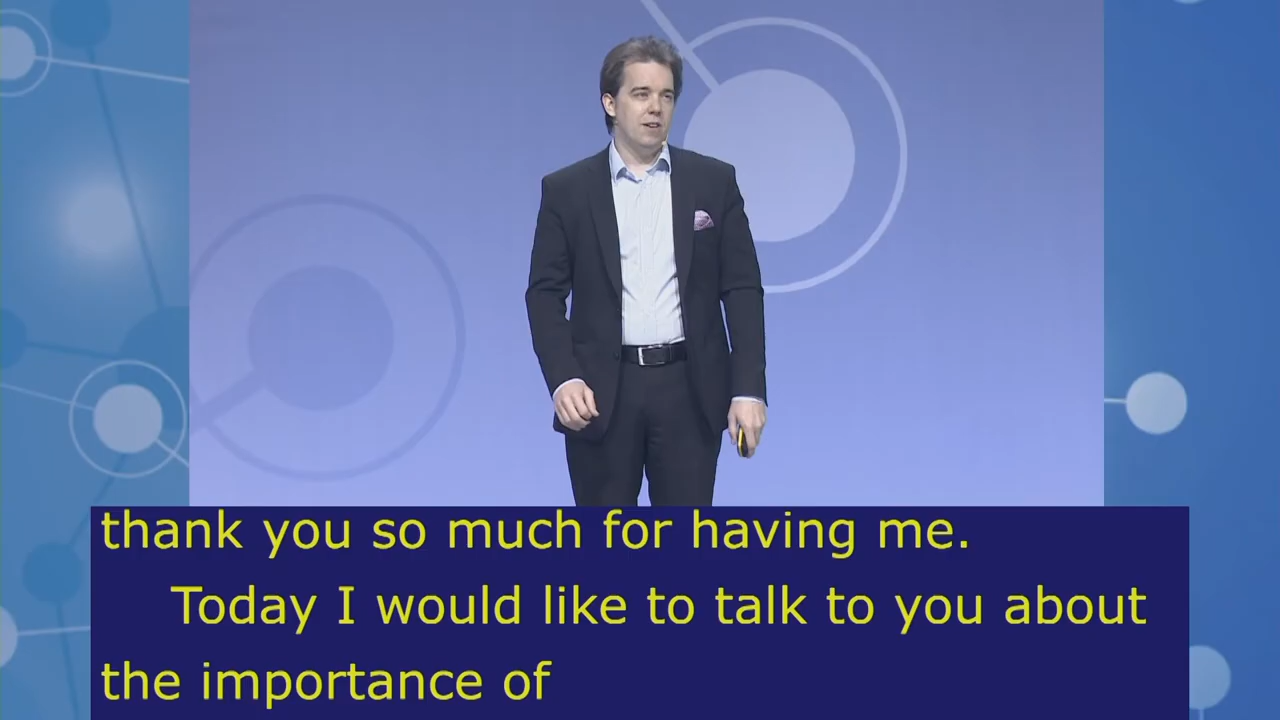 thank you so much for having me.
Today I would like to talk to you about
the importance of